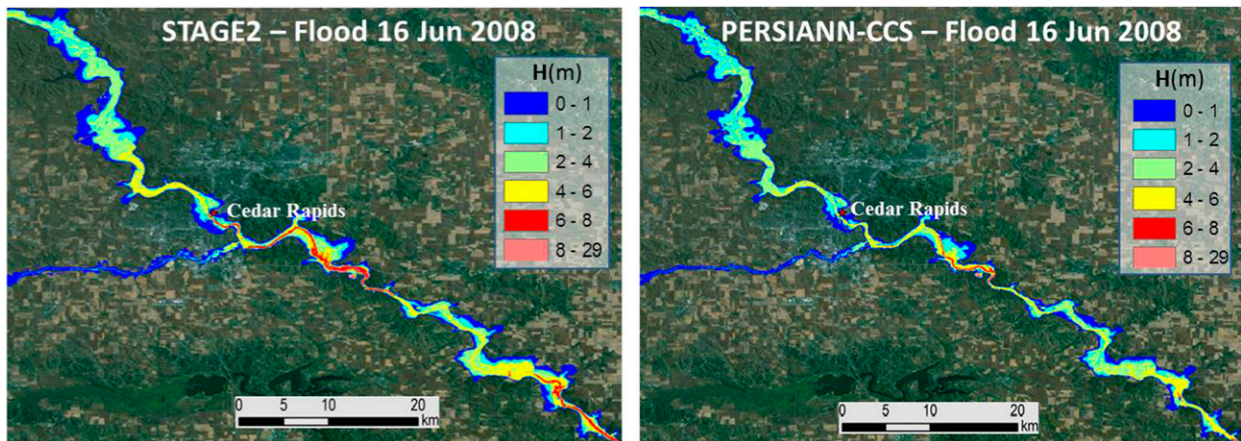 STAGE2 – Flood 16 Jun 2008
H(m)
0 - 1
1 - 2
2 - 4
4 - 6
6 - 8
8 - 29
Cedar Rapids
0 5 10 20
km
PERSIANN-CCS – Flood 16 Jun 2008
H(m)
0 - 1
1 - 2
2 - 4
4 - 6
6 - 8
8 - 29
Cedar Rapids
0 5 10 20
km